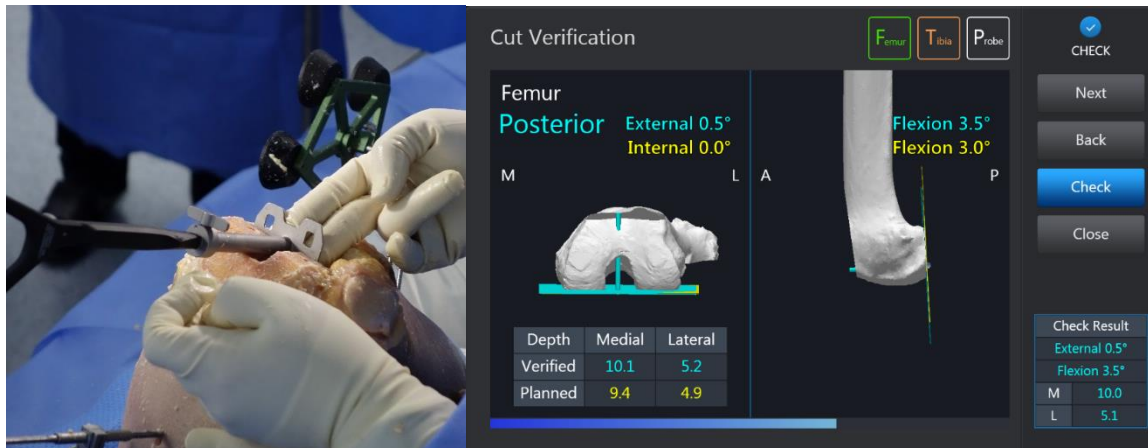 Cut Verification
Femur
Tibia
Probe
CHECK
Next
Back
Check
Close
Femur
Posterior
External 0.5°
Internal 0.0°
M
L
Flexion 3.5°
Flexion 3.0°
A
P
Depth Medial Lateral
Verified 10.1 5.2
Planned 9.4 4.9
Check Result
External 0.5°
Flexion 3.5°
M 10.0
L 5.1